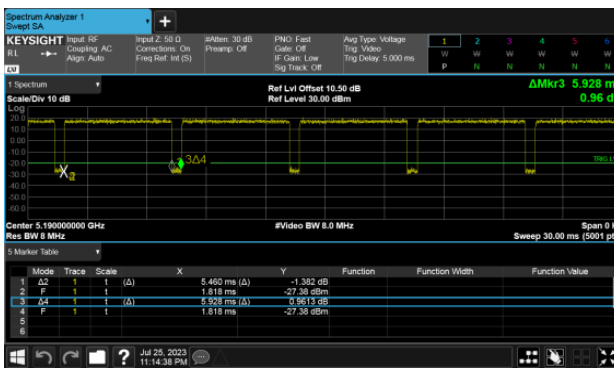 Spectrum Analyzer 1
Swept SA
KEYSIGHT
RL
Input: RF
Coupling: AC
Align: Auto
Input Z: 50 Ω
Corrections: On
Freq Ref: Int (S)
#Atten: 30 dB
Preamp: Off
PNO: Fast
Gate: Off
IF Gain: Low
Sig Track: Off
Avg Type: Voltage
Trig: Video
Trig Delay: 5.000 ms
1 2 3 4 5 6
W W W W W W
P N N N N N
LXI
1 Spectrum
Scale/Div 10 dB
Ref Lvl Offset 10.50 dB
Ref Level 30.00 dBm
ΔMkr3 5.928 m
0.96 d
Log
20.0
10.0
0.00
-10.0
-20.0
-30.0
-40.0
-50.0
-60.0
3Δ4
TRIG LV
Center 5.190000000 GHz
Res BW 8 MHz
#Video BW 8.0 MHz
Span 0 H
Sweep 30.00 ms (5001 pt
5 Marker Table
Mode Trace Scale X Y Function Function Width Function Value
1 Δ2 1 t (Δ) 5.460 ms (Δ) -1.382 dB
2 F 1 t 1.818 ms -27.38 dBm
3 Δ4 1 t (Δ) 5.928 ms (Δ) 0.9613 dB
4 F 1 t 1.818 ms -27.38 dBm
5
6
?
Jul 25, 2023
11:14:38 PM